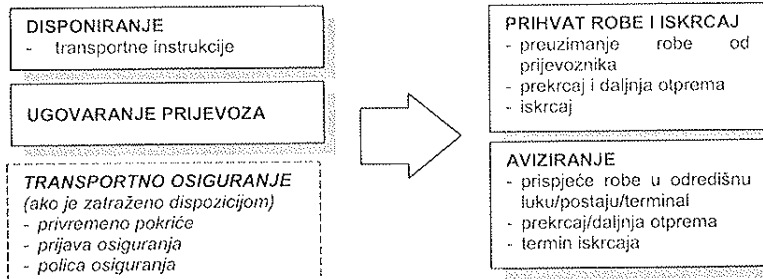 DISPONIRANJE
- transportne instrukcije
UGOVARANJE PRIJEVOZA
TRANSPORTNO OSIGURANJE
(ako je zatraženo dispozicijom)
- privremeno pokriće
- prijava osiguranja
- polica osiguranja
PRIHVAT ROBE I ISKRCAJ
- preuzimanje robe od
prijevoznika
- prekrcaj i daljnja otprema
- iskrcaj
AVIZIRANJE
- prispjeće robe u odredišnu
luku/postaju/terminal
- prekrcaj/daljnja otprema
- termin iskrcaja